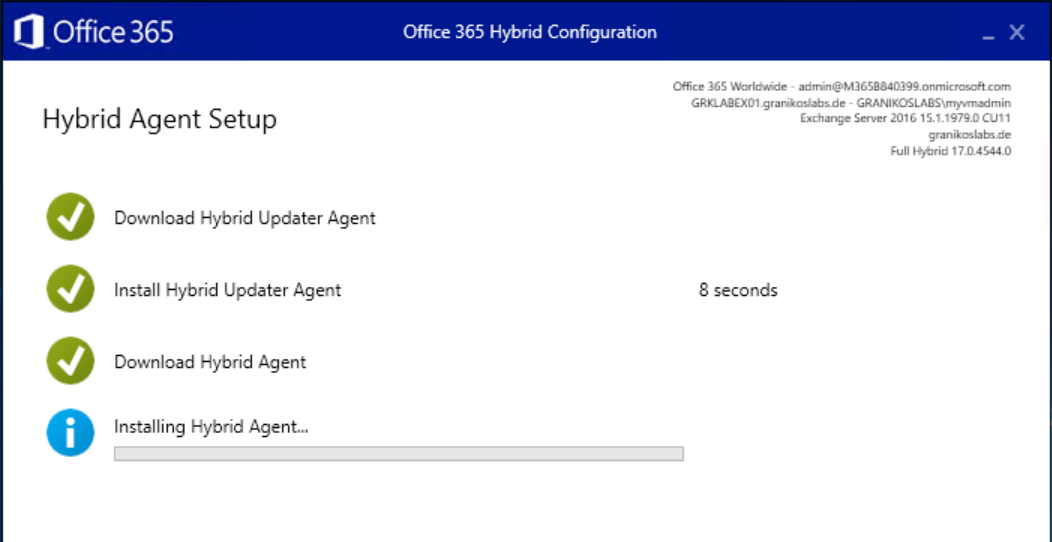 Office 365
Office 365 Hybrid Configuration
Office 365 Worldwide - admin@M365B840399.onmicrosoft.com
GRKLABEX01.granikoslabs.de - GRANIKOSLABS\myvmadmin
Exchange Server 2016 15.1.1979.0 CU11
granikoslabs.de
Full Hybrid 17.0.4544.0
Hybrid Agent Setup
Download Hybrid Updater Agent
Install Hybrid Updater Agent 8 seconds
Download Hybrid Agent
Installing Hybrid Agent...